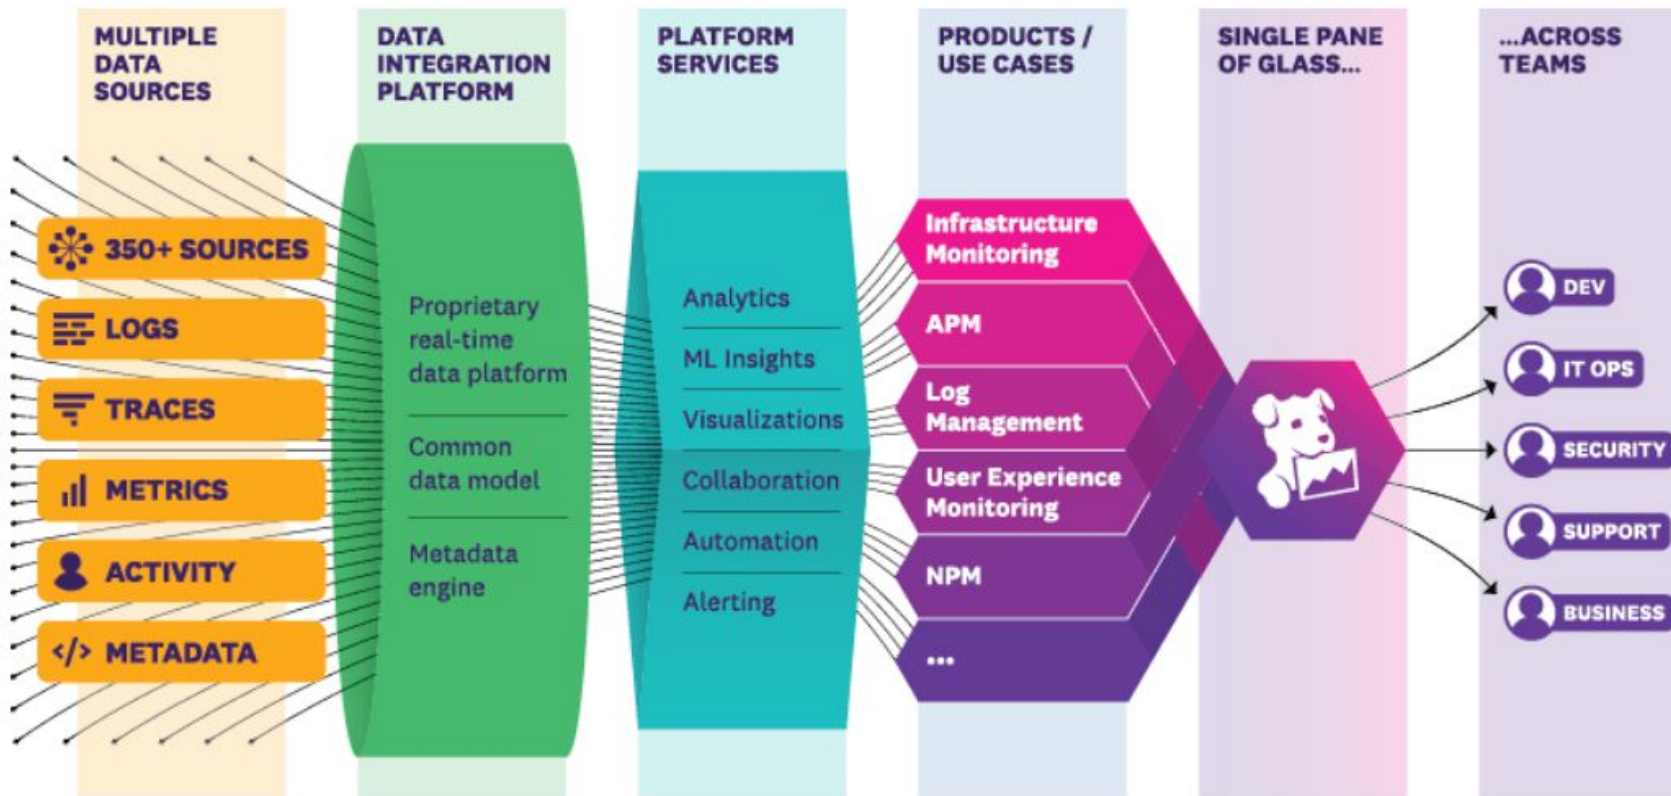 MULTIPLE
DATA
SOURCES
350+ SOURCES
LOGS
TRACES
METRICS
ACTIVITY
</> METADATA
DATA
INTEGRATION
PLATFORM
Proprietary
real-time
data platform
Common
data model
Metadata
engine
PLATFORM
SERVICES
Analytics
ML Insights
Visualizations
Collaboration
Automation
Alerting
PRODUCTS /
USE CASES
Infrastructure
Monitoring
APM
Log
Management
User Experience
Monitoring
NPM
...
SINGLE PANE
OF GLASS...
...ACROSS
TEAMS
DEV
IT OPS
SECURITY
SUPPORT
BUSINESS